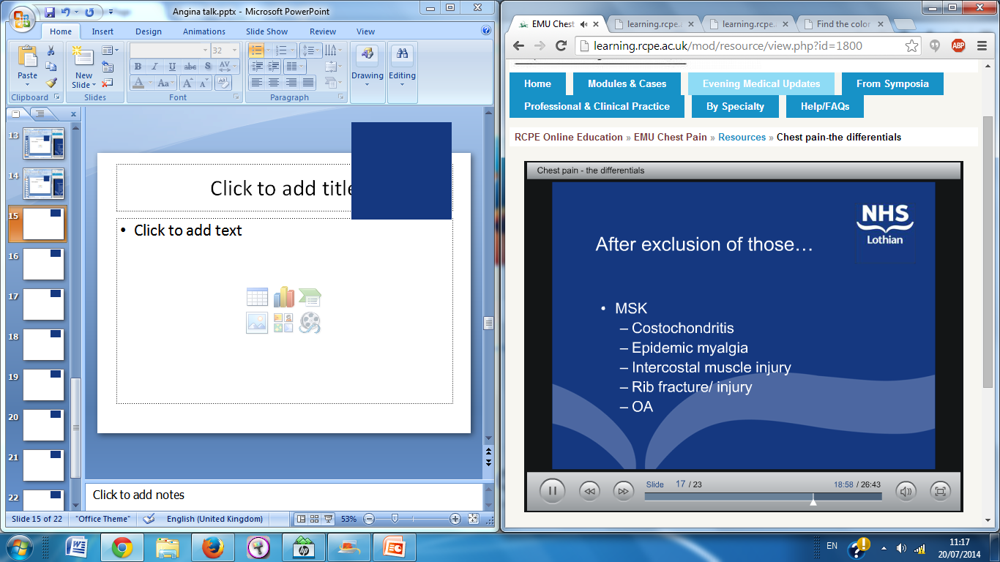 Angina talk.pptx - Microsoft PowerPoint
Home Insert Design Animations Slide Show Review View
Paste
New Slide
32
B I U abc S AV
Aa A A
Drawing
Editing
Clipboard Slides Font Paragraph
13
14
15
16
17
18
19
20
21
22
Click to add title
• Click to add text
Click to add notes
Slide 15 of 22 "Office Theme" English (United Kingdom) 53%
EMU Chest learning.rcpe. learning.rcpe. Find the color
learning.rcpe.ac.uk/mod/resource/view.php?id=1800
ABP
Home Modules & Cases Evening Medical Updates From Symposia
Professional & Clinical Practice By Specialty Help/FAQs
RCPE Online Education » EMU Chest Pain » Resources » Chest pain-the differentials
Chest pain - the differentials
NHS
Lothian
After exclusion of those…
• MSK
– Costochondritis
– Epidemic myalgia
– Intercostal muscle injury
– Rib fracture/ injury
– OA
Slide 17 / 23 18:58 / 26:43
W hp EN 11:17
20/07/2014